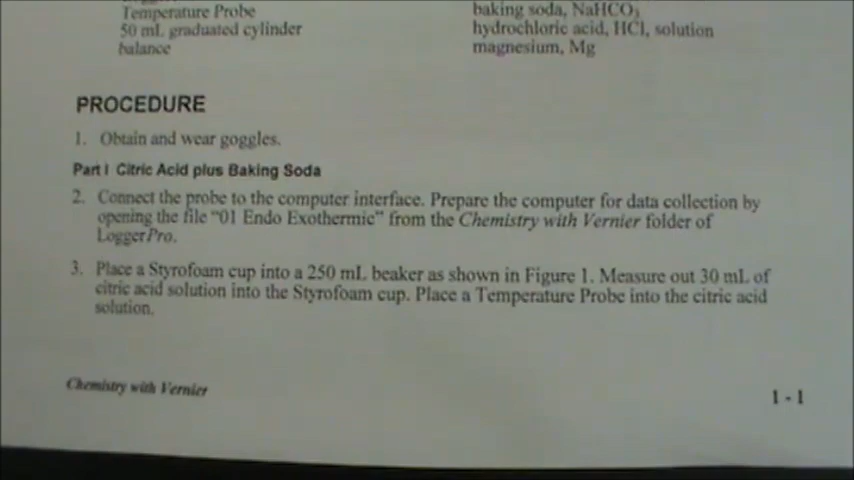 Temperature Probe
50 mL graduated cylinder
balance
baking soda, NaHCO₃
hydrochloric acid, HCl, solution
magnesium, Mg
PROCEDURE
1. Obtain and wear goggles.
Part I Citric Acid plus Baking Soda
2. Connect the probe to the computer interface. Prepare the computer for data collection by
opening the file "01 Endo Exothermic" from the Chemistry with Vernier folder of
LoggerPro.
3. Place a Styrofoam cup into a 250 mL beaker as shown in Figure 1. Measure out 30 mL of
citric acid solution into the Styrofoam cup. Place a Temperature Probe into the citric acid
solution.
Chemistry with Vernier
1 - 1